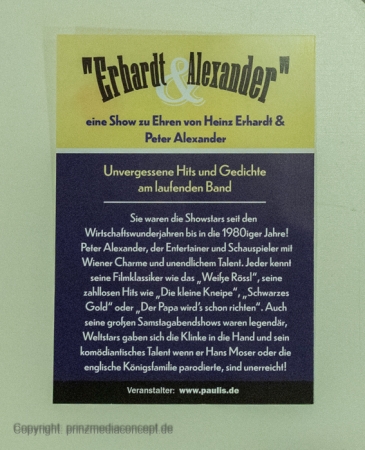 "Erhardt & Alexander"
eine Show zu Ehren von Heinz Erhardt &
Peter Alexander
Unvergessene Hits und Gedichte
am laufenden Band
Sie waren die Showstars seit den
Wirtschaftswunderjahren bis in die 1980iger Jahre!
Peter Alexander, der Entertainer und Schauspieler mit
Wiener Charme und unendlichem Talent. Jeder kennt
seine Filmklassiker wie das „Weiße Rössl“, seine
zahllosen Hits wie „Die kleine Kneipe“, „Schwarzes
Gold“ oder „Der Papa wird's schon richten“. Auch
seine großen Samstagabendshows waren legendär,
Weltstars gaben sich die Klinke in die Hand und sein
komödiantisches Talent wenn er Hans Moser oder die
englische Königsfamilie parodierte, sind unerreicht!
Veranstalter: www.paulis.de
Copyright prinzmediaconcept.de